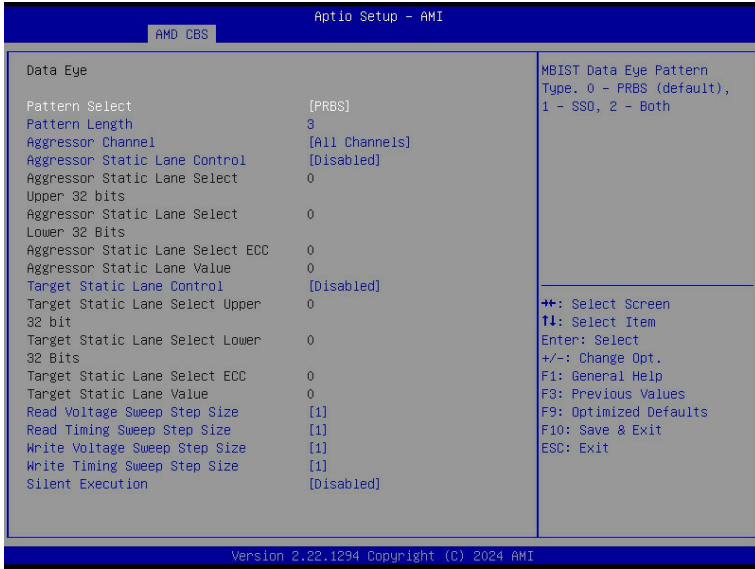 Aptio Setup – AMI
AMD CBS
Data Eye
Pattern Select [PRBS]
Pattern Length 3
Aggressor Channel [All Channels]
Aggressor Static Lane Control [Disabled]
Aggressor Static Lane Select 0
Upper 32 bits
Aggressor Static Lane Select 0
Lower 32 Bits
Aggressor Static Lane Select ECC 0
Aggressor Static Lane Value 0
Target Static Lane Control [Disabled]
Target Static Lane Select Upper 0
32 bit
Target Static Lane Select Lower 0
32 Bits
Target Static Lane Select ECC 0
Target Static Lane Value 0
Read Voltage Sweep Step Size [1]
Read Timing Sweep Step Size [1]
Write Voltage Sweep Step Size [1]
Write Timing Sweep Step Size [1]
Silent Execution [Disabled]
MBIST Data Eye Pattern
Type. 0 – PRBS (default),
1 – SSO, 2 – Both
→←: Select Screen
↑↓: Select Item
Enter: Select
+/-: Change Opt.
F1: General Help
F3: Previous Values
F9: Optimized Defaults
F10: Save & Exit
ESC: Exit
Version 2.22.1294 Copyright (C) 2024 AMI